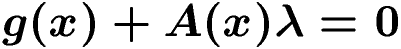 g(x) + A(x)λ = 0